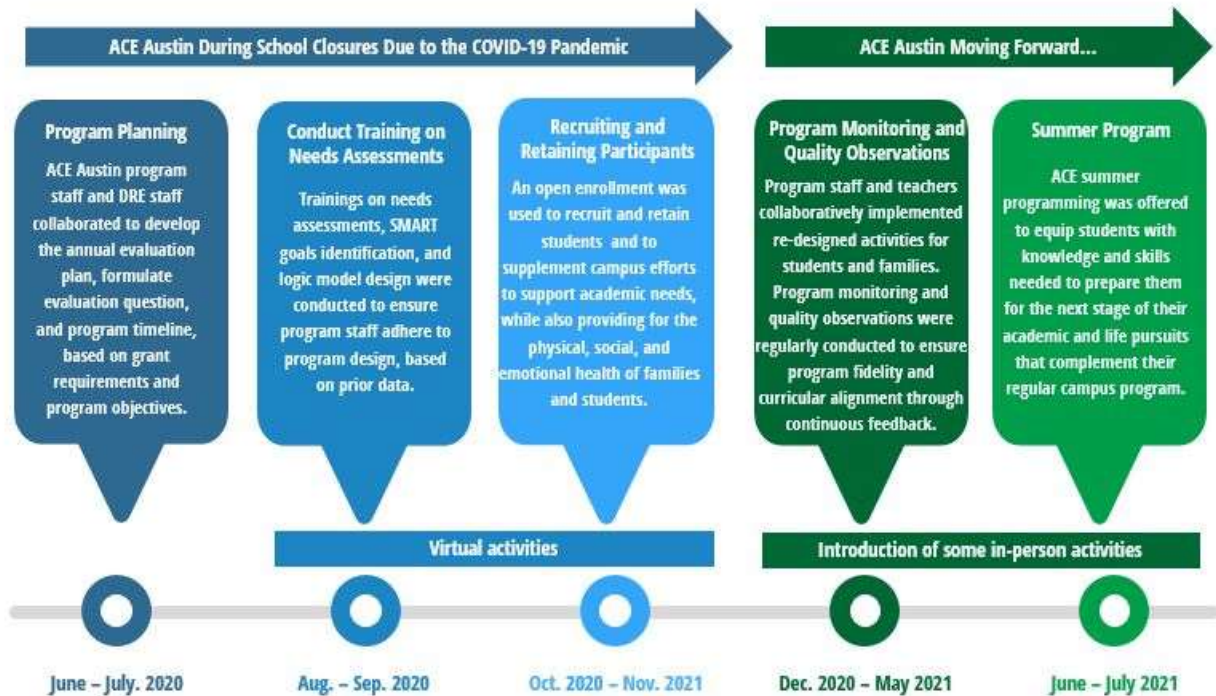 ACE Austin During School Closures Due to the COVID-19 Pandemic
ACE Austin Moving Forward...
Program Planning
ACE Austin program
staff and DRE staff
collaborated to develop
the annual evaluation
plan, formulate
evaluation question,
and program timeline,
based on grant
requirements and
program objectives.
Conduct Training on
Needs Assessments
Trainings on needs
assessments, SMART
goals identification, and
logic model design were
conducted to ensure
program staff adhere to
program design, based
on prior data.
Recruiting and
Retaining Participants
An open enrollment was
used to recruit and retain
students and to
supplement campus efforts
to support academic needs,
while also providing for the
physical, social, and
emotional health of families
and students.
Program Monitoring and
Quality Observations
Program staff and teachers
collaboratively implemented
re-designed activities for
students and families.
Program monitoring and
quality observations were
regularly conducted to ensure
program fidelity and
curricular alignment through
continuous feedback.
Summer Program
ACE summer
programming was offered
to equip students with
knowledge and skills
needed to prepare them
for the next stage of their
academic and life pursuits
that complement their
regular campus program.
Virtual activities
Introduction of some in-person activities
June – July. 2020
Aug. – Sep. 2020
Oct. 2020 – Nov. 2021
Dec. 2020 – May 2021
June – July 2021